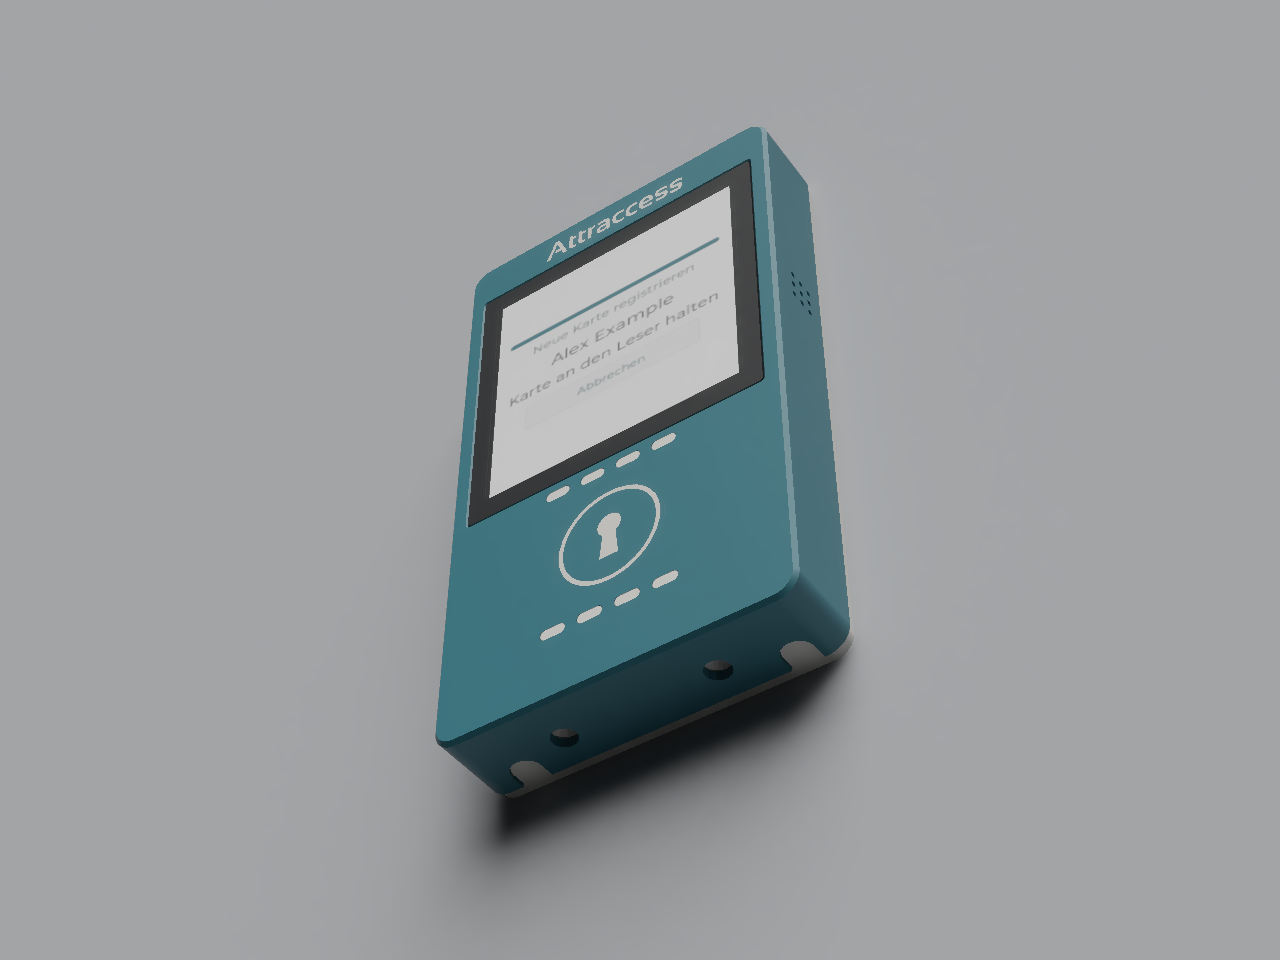 Attraccess
Neue Karte registrieren
Alex Example
Karte an den Leser halten
Abbrechen